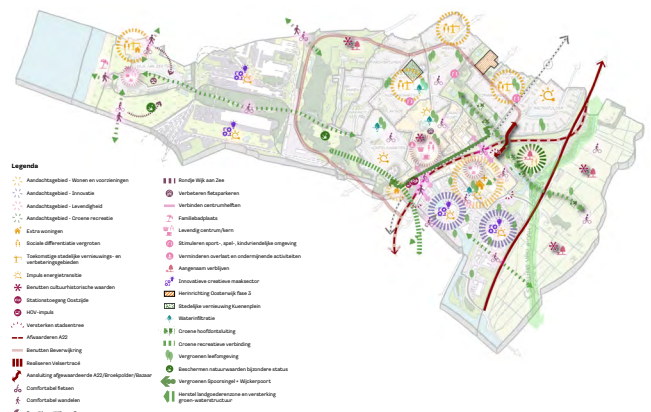 Legenda
Aandachtsgebied - Wonen en voorzieningen
Aandachtsgebied - Innovatie
Aandachtsgebied - Levendigheid
Aandachtsgebied - Groene recreatie
Extra woningen
Sociale differentiatie vergroten
Toekomstige stedelijke vernieuwings- en
verbeteringsgebieden
Impuls energietransitie
Benutten cultuurhistorische waarden
Stationstoegang Oostzijde
HOV-impuls
Versterken stadsentree
Afwaarderen A22
Benutten Beverwijkring
Realiseren Velsertracé
Aansluiting afgewaardeerde A22/Broekpolder/Bazaar
Comfortabel fietsen
Comfortabel wandelen
Rondje Wijk aan Zee
Verbeteren fietsparkeren
Verbinden centrumhelften
Familiebadplaats
Levendig centrum/kern
Stimuleren sport-, spel-, kindvriendelijke omgeving
Verminderen overlast en ondermijnende activiteiten
Aangenaam verblijven
Innovatieve creatieve maaksector
Herinrichting Oosterwijk fase 3
Stedelijke vernieuwing Kuenenplein
Waterinfiltratie
Groene hoofdontsluiting
Groene recreatieve verbinding
Vergroenen leefomgeving
Beschermen natuurwaarden bijzondere status
Vergroenen Spoorsingel + Wijckerpoort
Herstel landgoederenzone en versterking
groen-waterstructuur